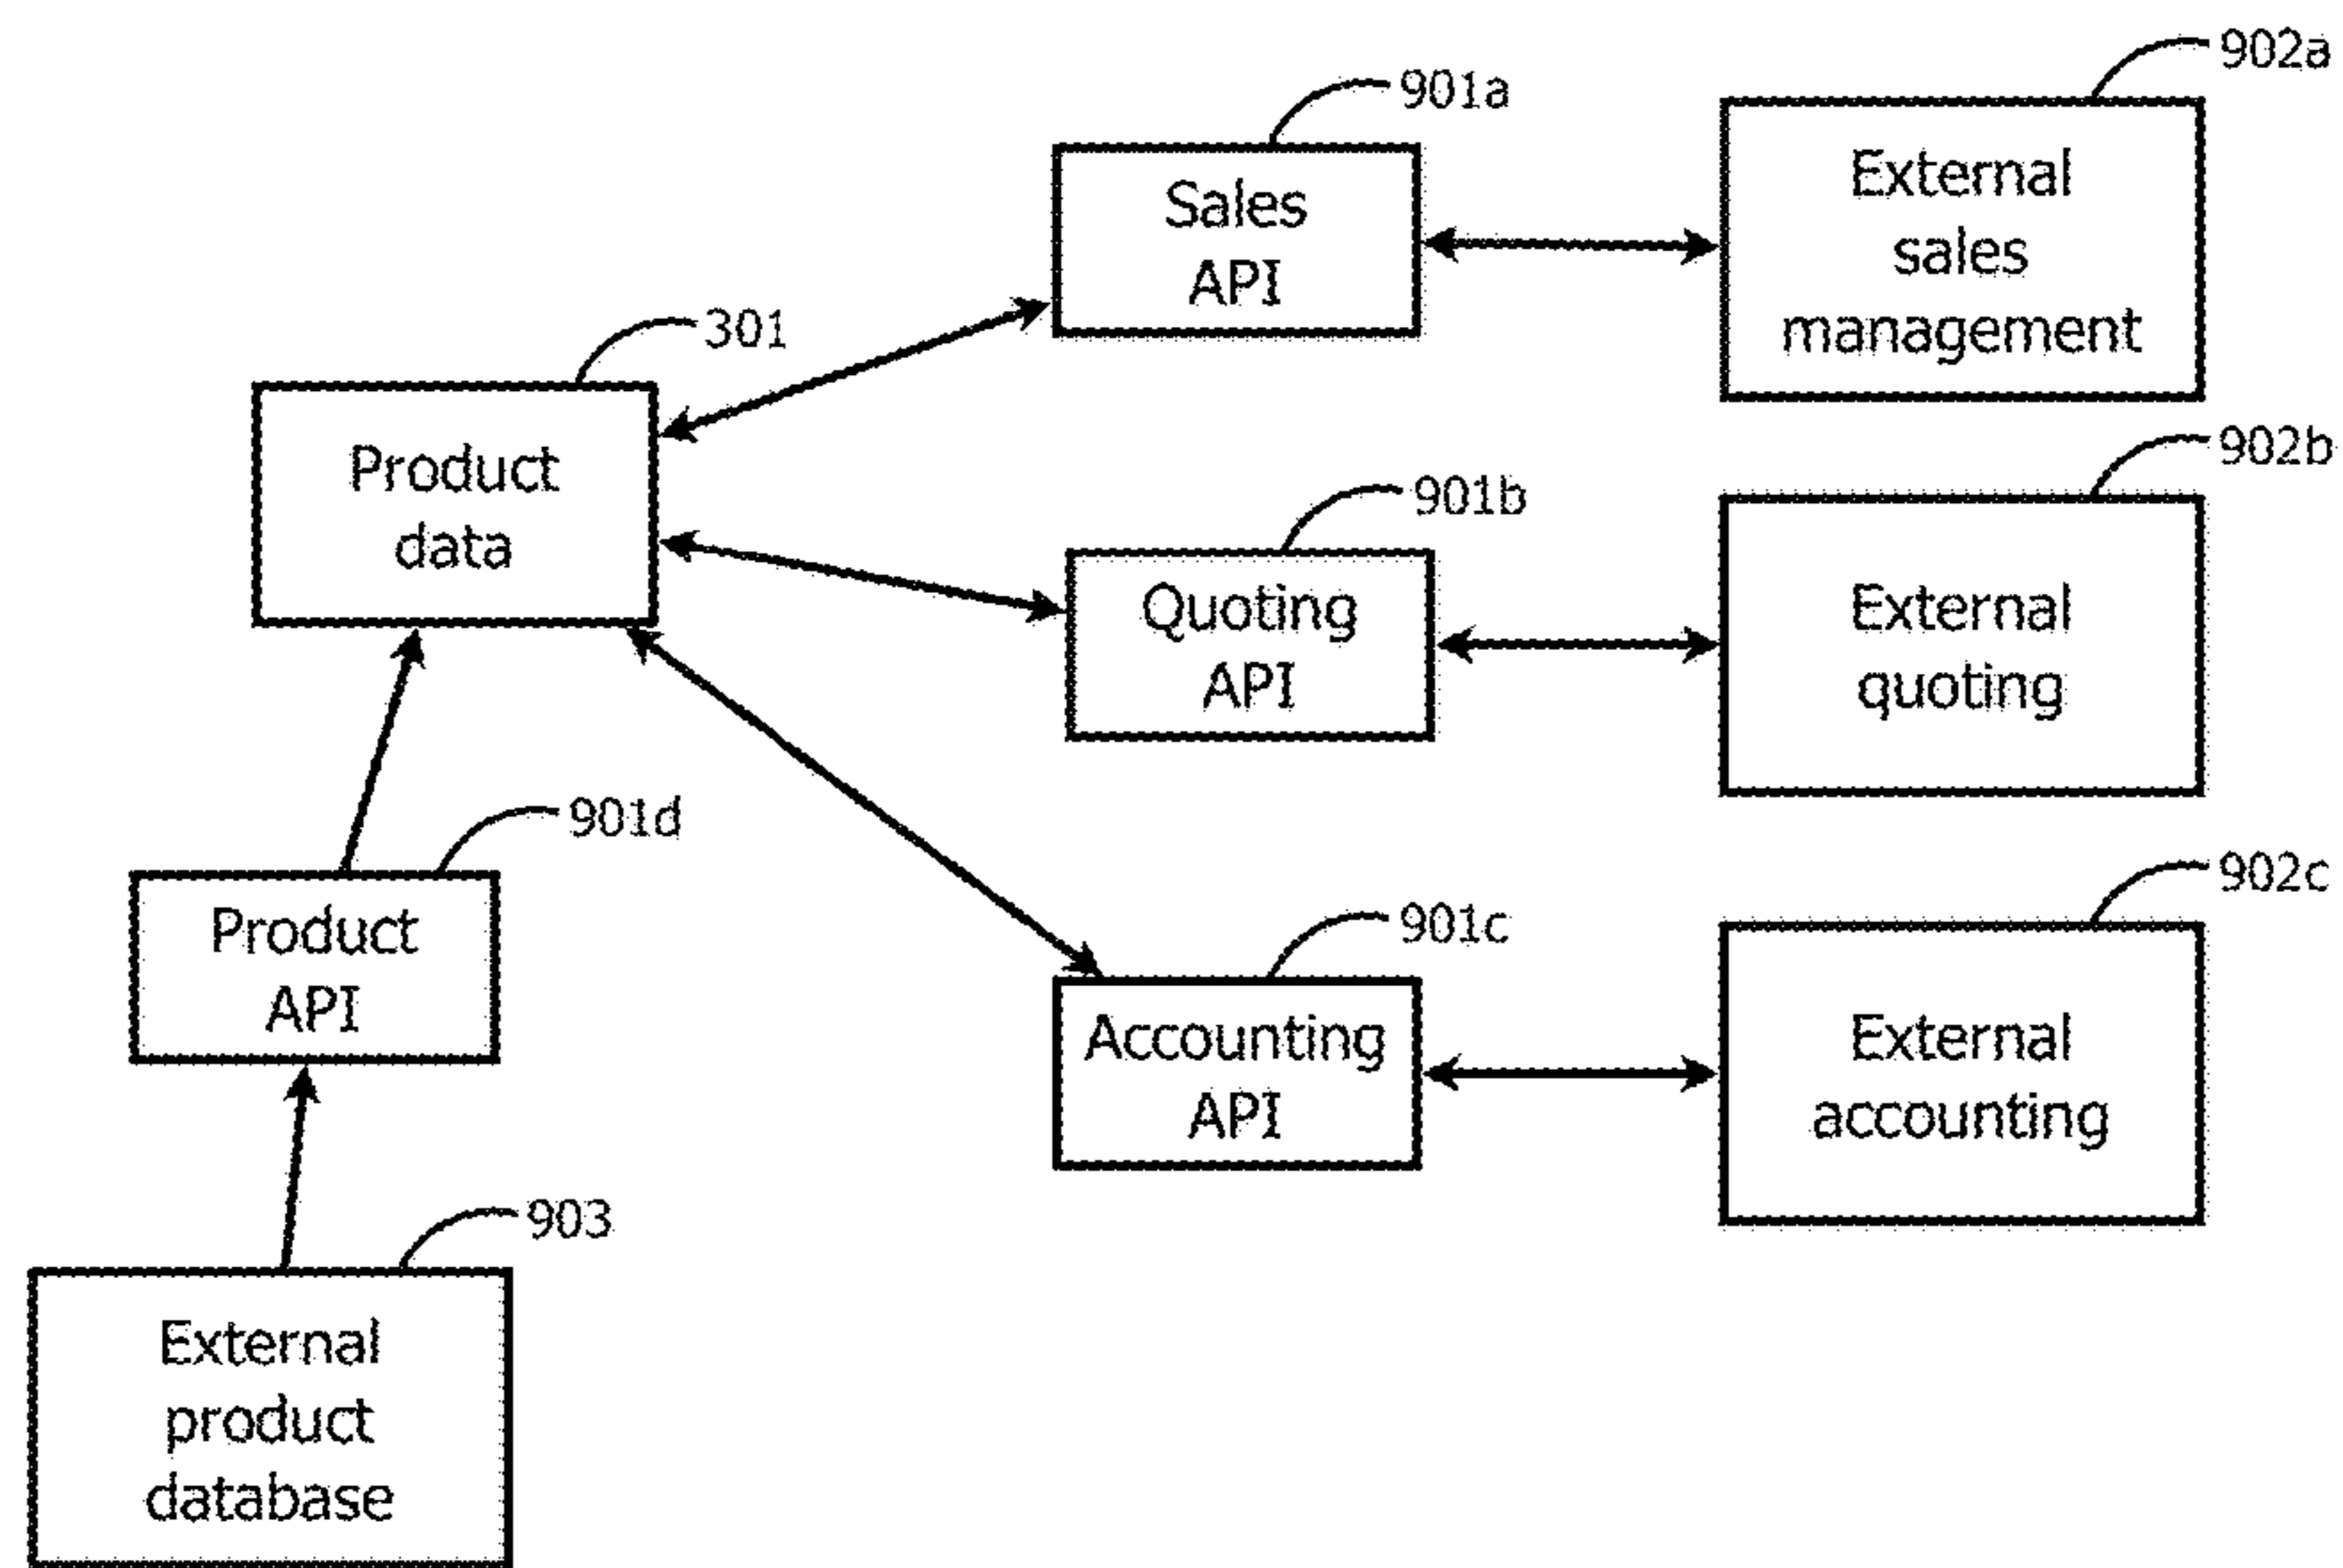 902a
901a
External
sales
management
Sales
API
301
Product
data
902b
901b
External
quoting
Quoting
API
901d
Product
API
902c
901c
External
accounting
Accounting
API
903
External
product
database